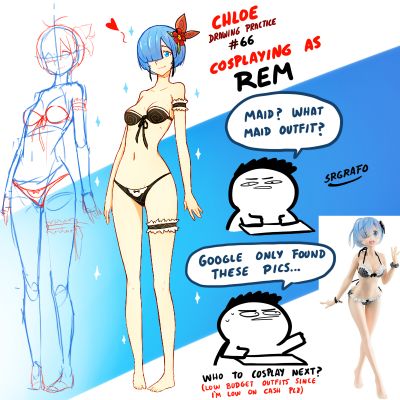 CHLOE
DRAWING PRACTICE
#66
COSPLAYING AS
REM
MAID? WHAT
MAID OUTFIT?
SRGRAFO
GOOGLE ONLY FOUND
THESE PICS...
WHO TO COSPLAY NEXT?
(LOW BUDGET OUTFITS SINCE
I'M LOW ON CASH PLZ)